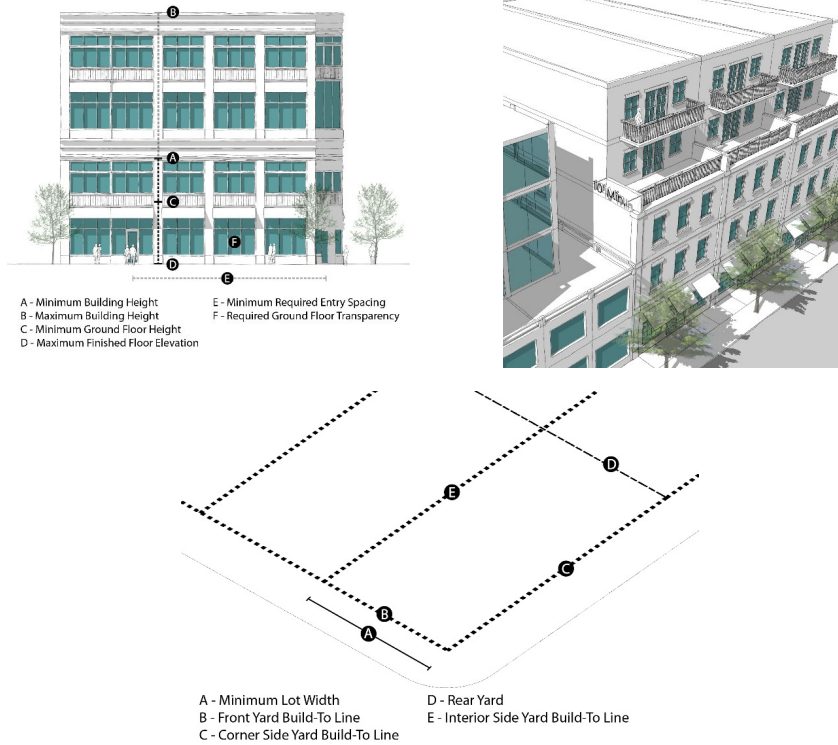 B
A
C
F
D
E
A - Minimum Building Height
B - Maximum Building Height
C - Minimum Ground Floor Height
D - Maximum Finished Floor Elevation
E - Minimum Required Entry Spacing
F - Required Ground Floor Transparency
10' Min.
D
E
C
B
A
A - Minimum Lot Width
B - Front Yard Build-To Line
C - Corner Side Yard Build-To Line
D - Rear Yard
E - Interior Side Yard Build-To Line